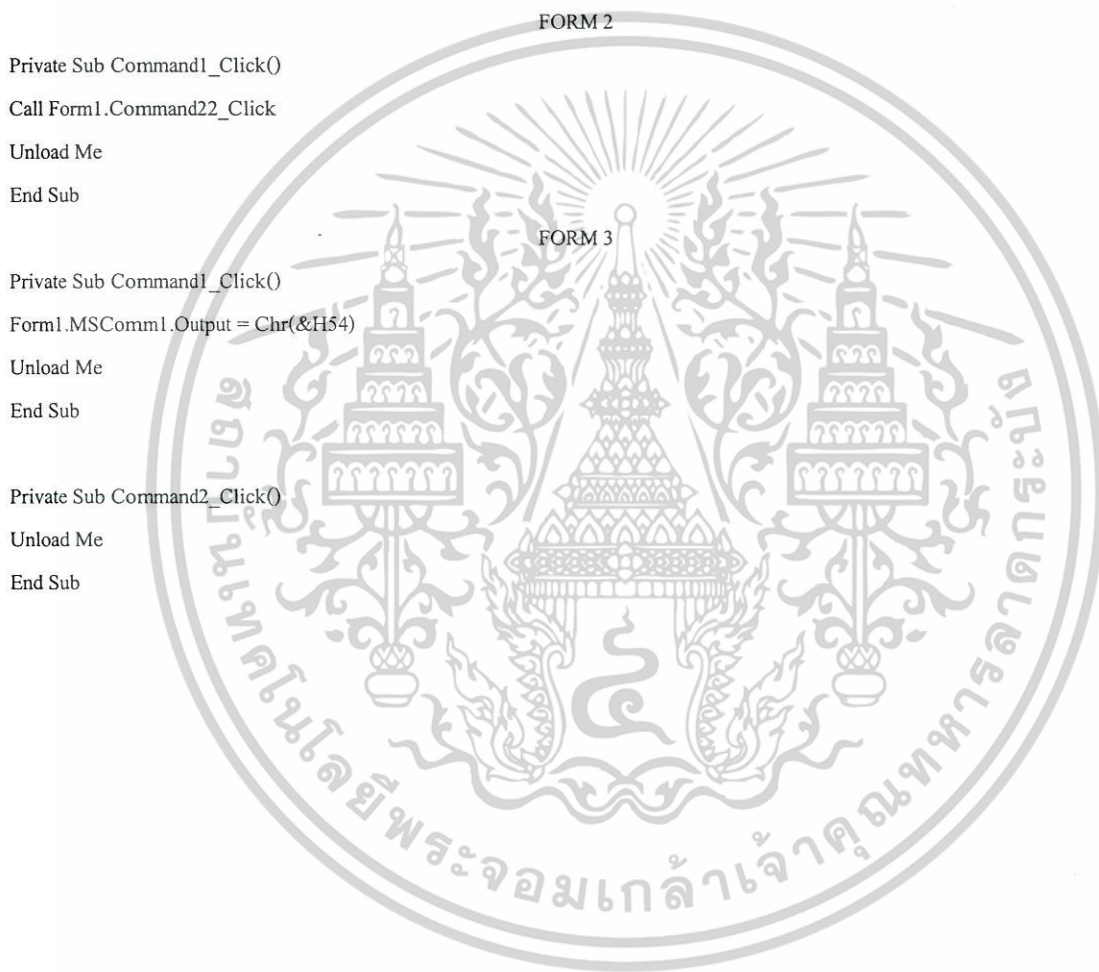 FORM 2
Private Sub Command1_Click()
Call Form1.Command22_Click
Unload Me
End Sub
FORM 3
Private Sub Command1_Click()
Form1.MSComm1.Output = Chr(&H54)
Unload Me
End Sub
Private Sub Command2_Click()
Unload Me
End Sub
สถาบันเทคโนโลยีพระจอมเกล้าเจ้าคุณทหารลาดกระบัง